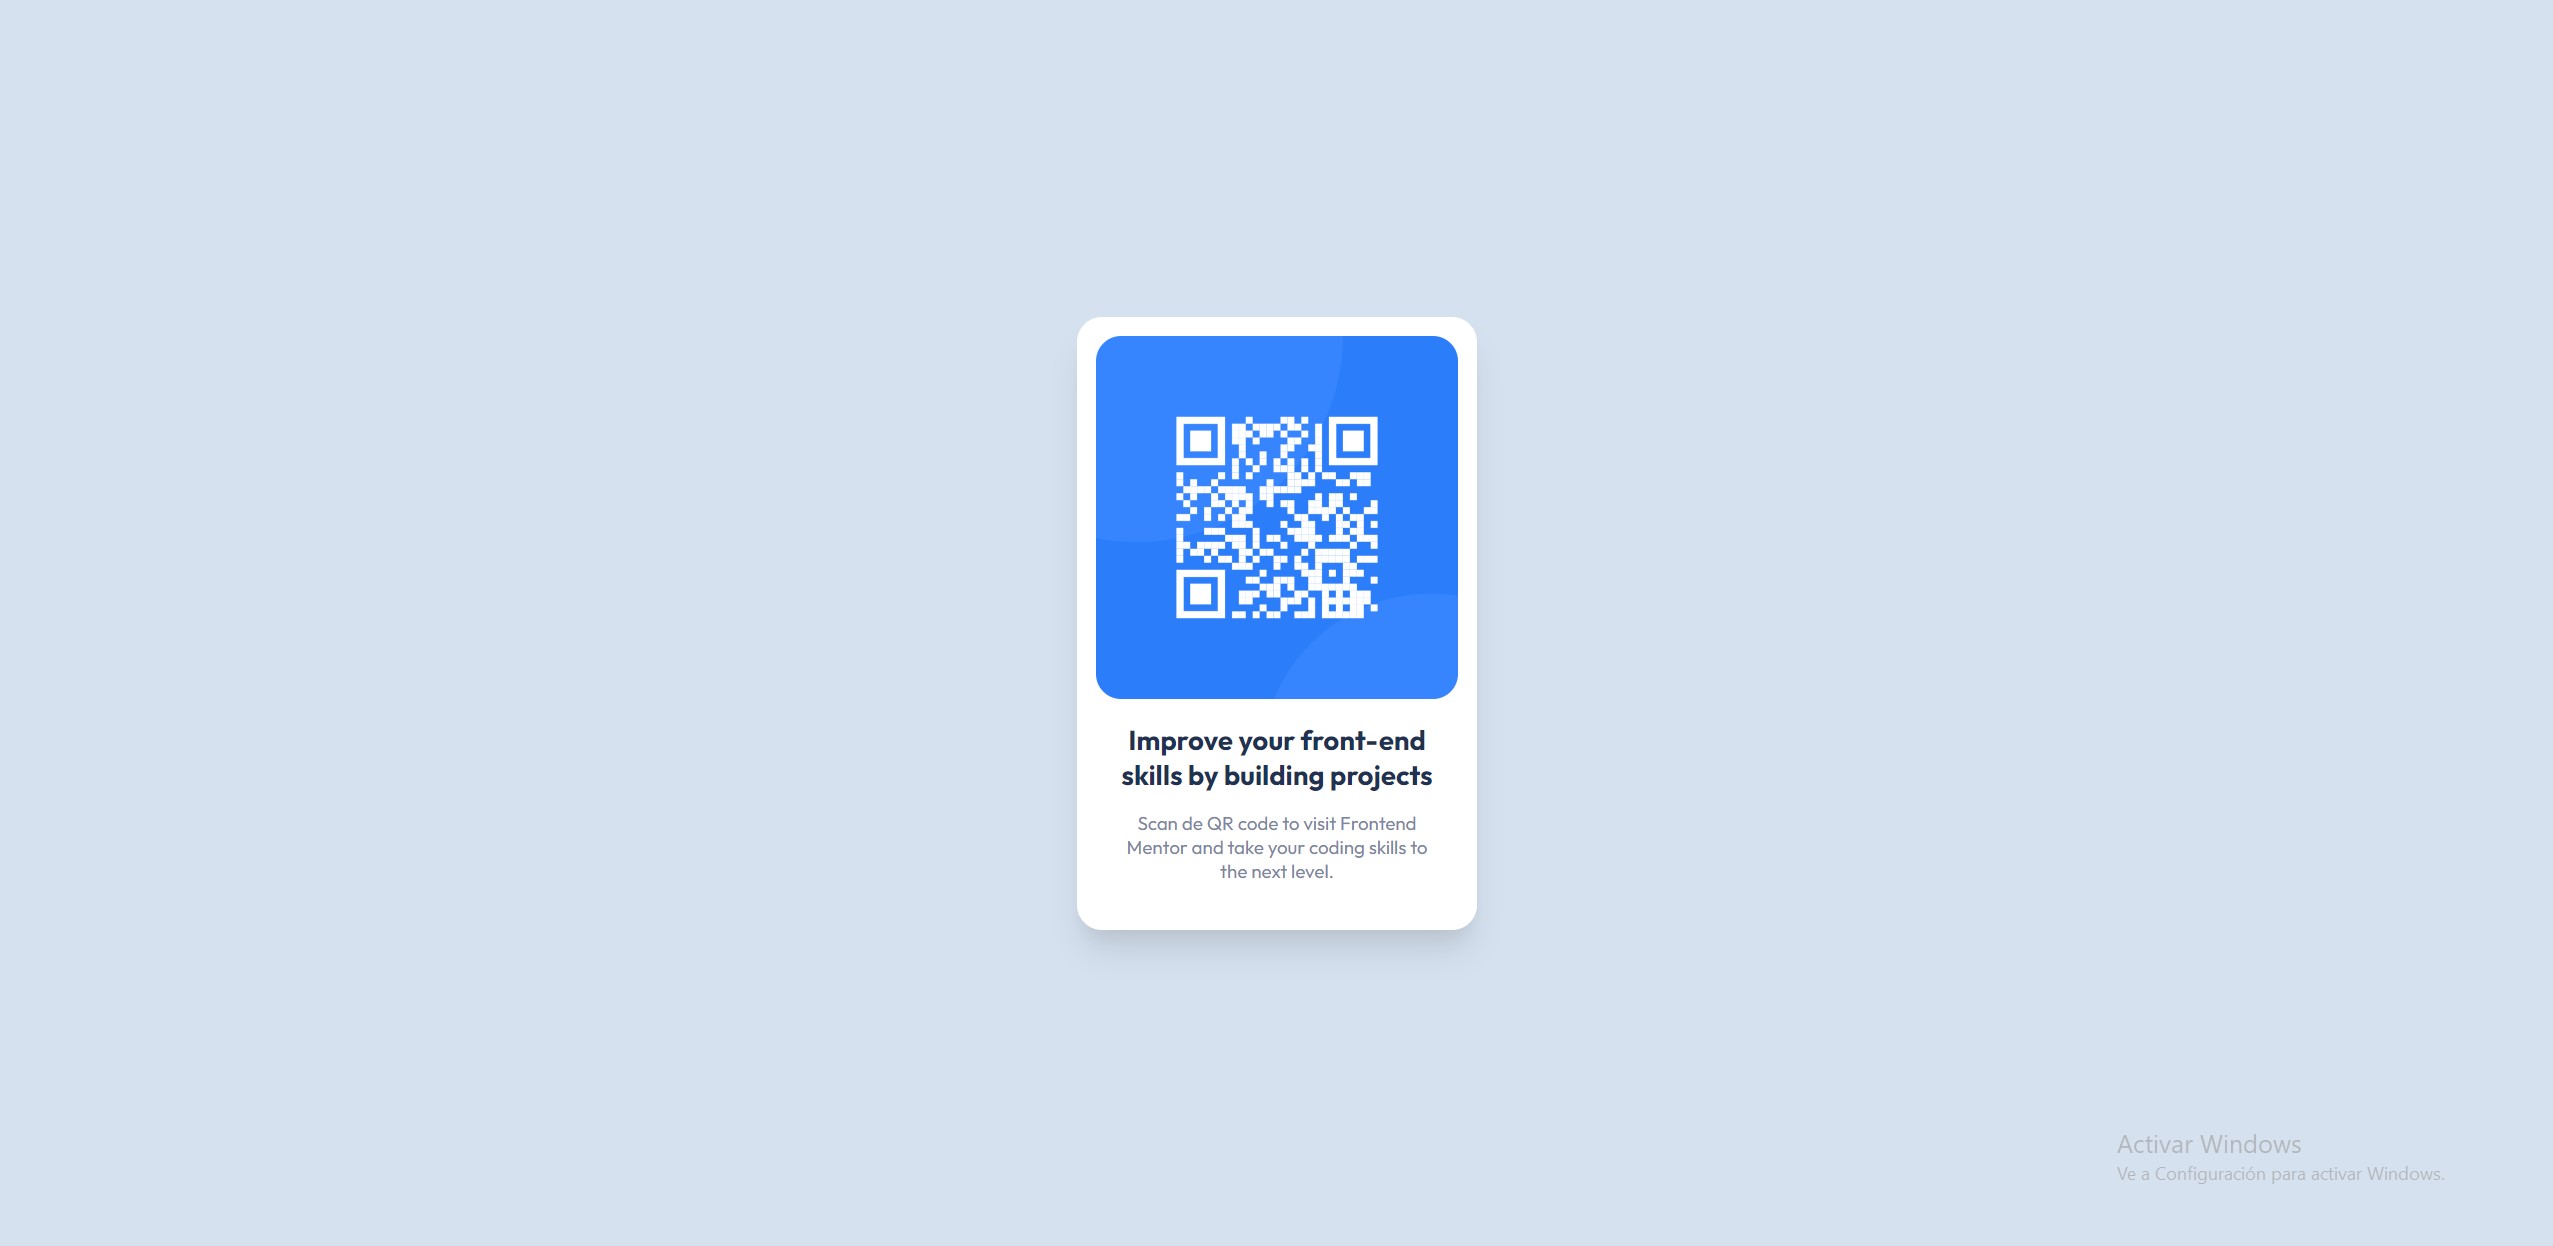 Improve your front-end
skills by building projects
Scan de QR code to visit Frontend
Mentor and take your coding skills to
the next level.
Activar Windows
Ve a Configuración para activar Windows.